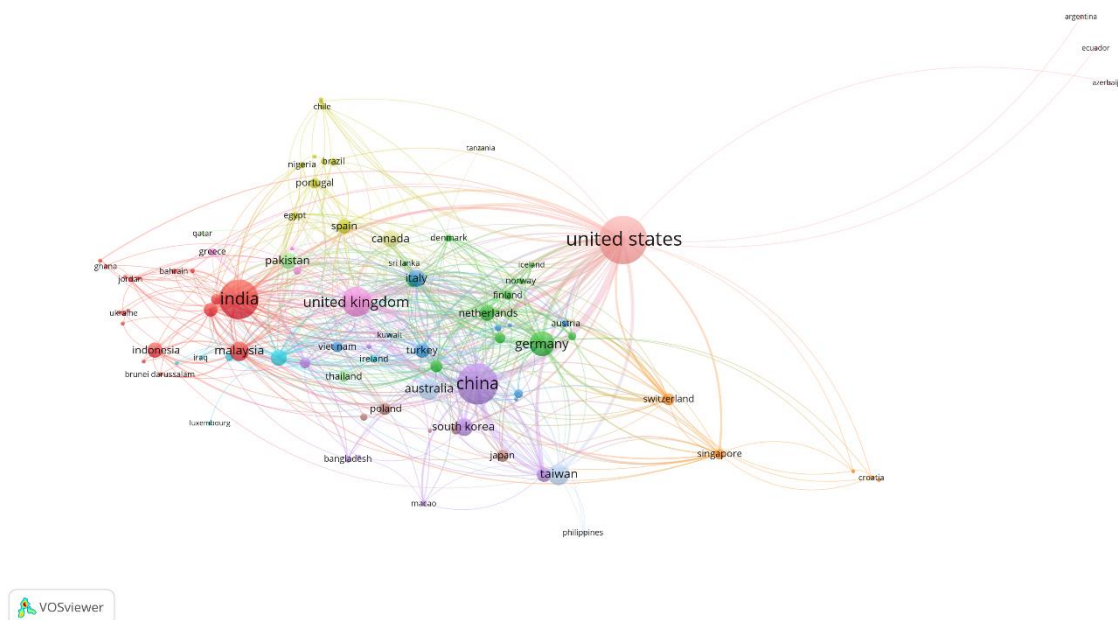 argentina
ecuador
azerbaij
chile
tanzania
nigeria
brazil
portugal
egypt
spain
qatar
canada
denmark
united states
greece
pakistan
sri lanka
iceland
ghana
bahrain
jordan
italy
norway
finland
india
united kingdom
netherlands
ukraine
austria
kuwait
viet nam
germany
indonesia
malaysia
iraq
ireland
turkey
brunei darussalam
thailand
australia
china
switzerland
poland
luxembourg
south korea
bangladesh
japan
singapore
taiwan
croatia
macao
philippines
VOSviewer